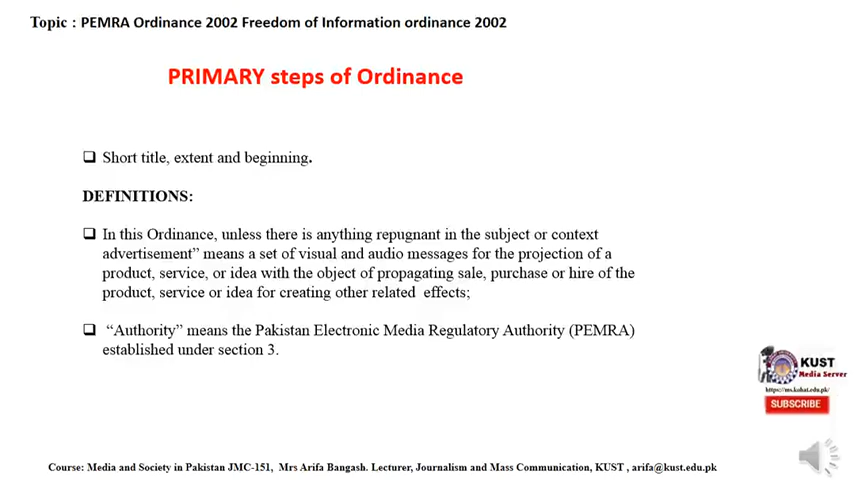 Topic : PEMRA Ordinance 2002 Freedom of Information ordinance 2002
PRIMARY steps of Ordinance
Short title, extent and beginning.
DEFINITIONS:
In this Ordinance, unless there is anything repugnant in the subject or context
advertisement” means a set of visual and audio messages for the projection of a
product, service, or idea with the object of propagating sale, purchase or hire of the
product, service or idea for creating other related effects;
“Authority” means the Pakistan Electronic Media Regulatory Authority (PEMRA)
established under section 3.
KUST
Media Server
https://ms.kohat.edu.pk/
SUBSCRIBE
Course: Media and Society in Pakistan JMC-151, Mrs Arifa Bangash. Lecturer, Journalism and Mass Communication, KUST , arifa@kust.edu.pk